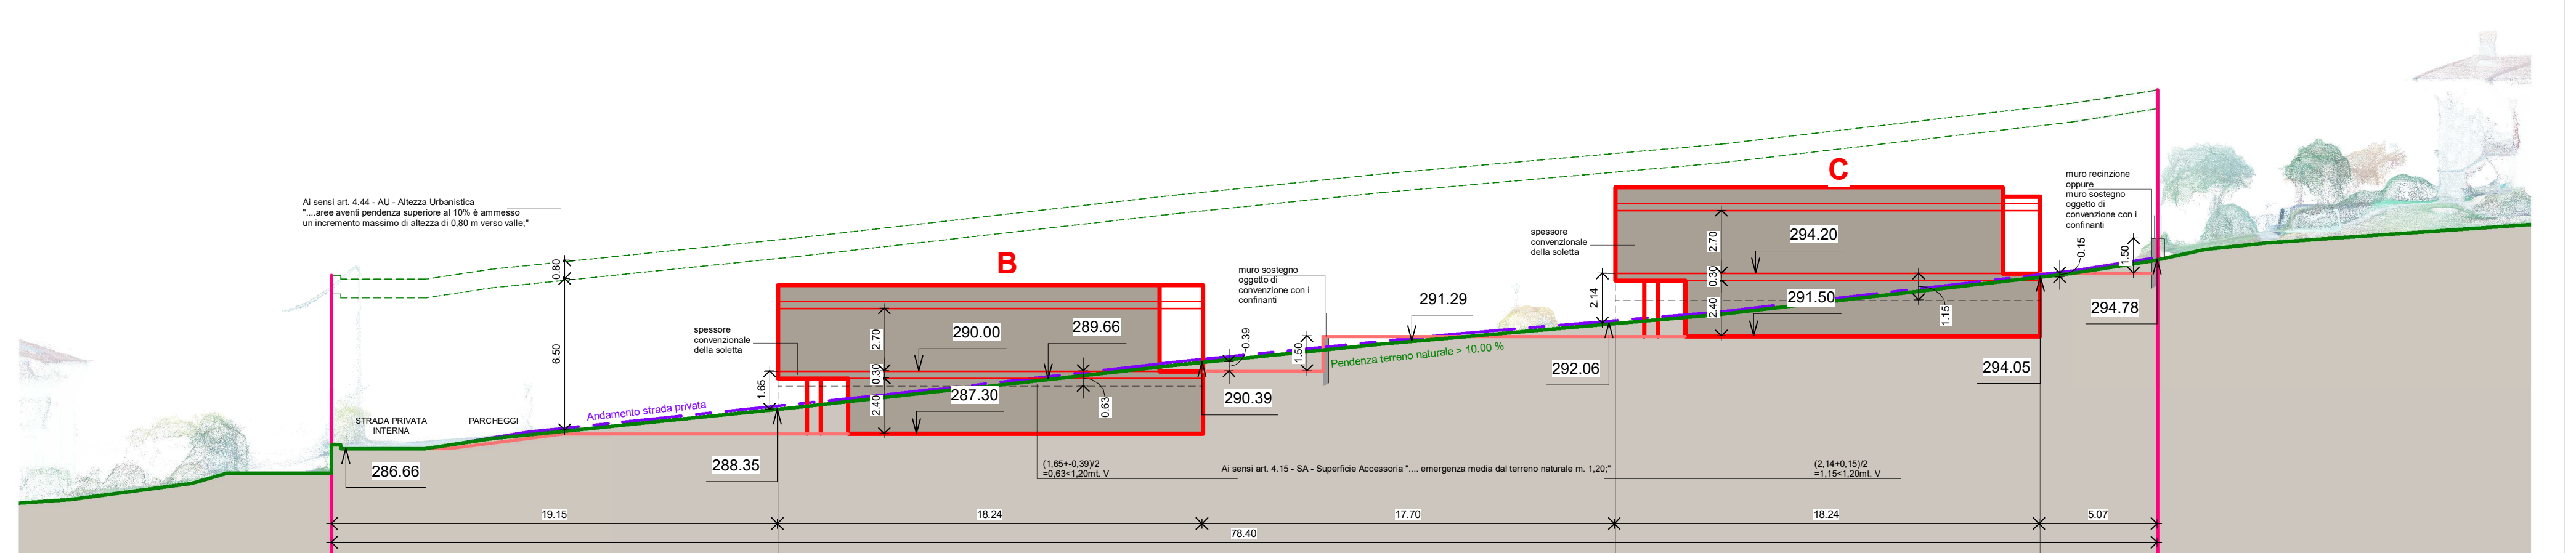 C
muro recinzione
oppure
muro sostegno
oggetto di
convenzione con i
confinanti
Ai sensi art. 4.44 - AU - Altezza Urbanistica
"....aree aventi pendenza superiore al 10% è ammesso
un incremento massimo di altezza di 0,80 m verso valle;"
0.80
6.50
B
muro sostegno
oggetto di
convenzione con i
confinanti
spessore
convenzionale
della soletta
294.20
2.70
0.30
2.40
2.14
291.50
1.15
0.15
1.50
294.78
291.29
289.66
290.00
2.70
0.30
2.40
1.65
287.30
0.63
-0.39
1.50
Pendenza terreno naturale > 10,00 %
spessore
convenzionale
della soletta
292.06
294.05
290.39
Andamento strada privata
STRADA PRIVATA
INTERNA
PARCHEGGI
286.66
288.35
(1,65+-0,39)/2
=0,63<1,20mt. V
Ai sensi art. 4.15 - SA - Superficie Accessoria ".... emergenza media dal terreno naturale m. 1,20;"
(2,14+0,15)/2
=1,15<1,20mt. V
19.15
18.24
17.70
18.24
5.07
78.40